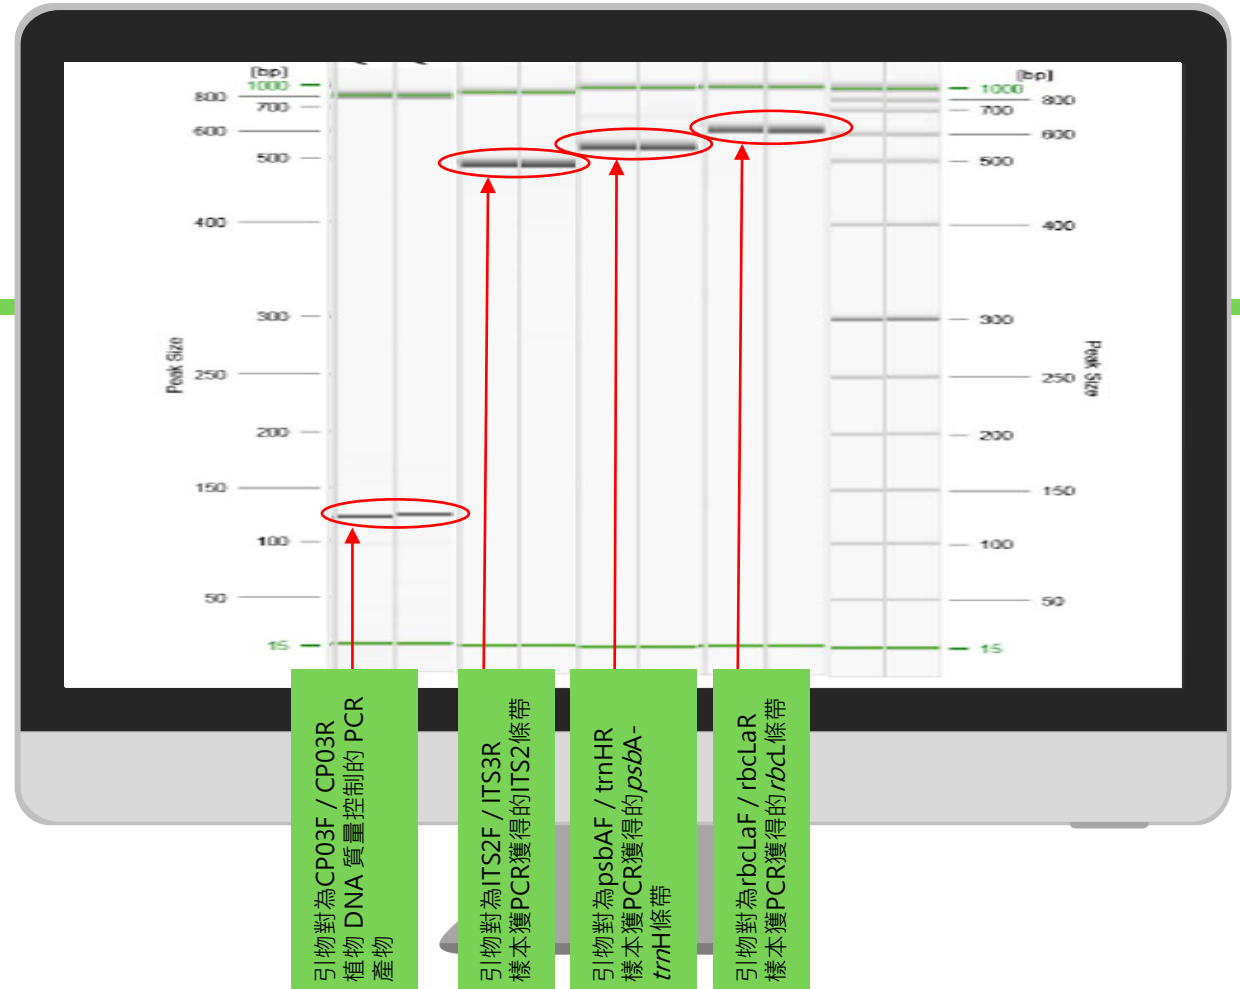 [bp]
1000
800
700
600
500
400
300
250
200
150
100
50
15
Peak Size
[bp]
1000
800
700
600
500
400
300
250
200
150
100
50
15
Peak Size
引物對為CP03F / CP03R
植物 DNA 質量控制的 PCR
產物
引物對為ITS2F / ITS3R
樣本獲PCR獲得的ITS2條帶
引物對為psbAF / trnHR
樣本獲PCR獲得的psbA-
trnH條帶
引物對為rbcLaF / rbcLaR
樣本獲PCR獲得的rbcL條帶